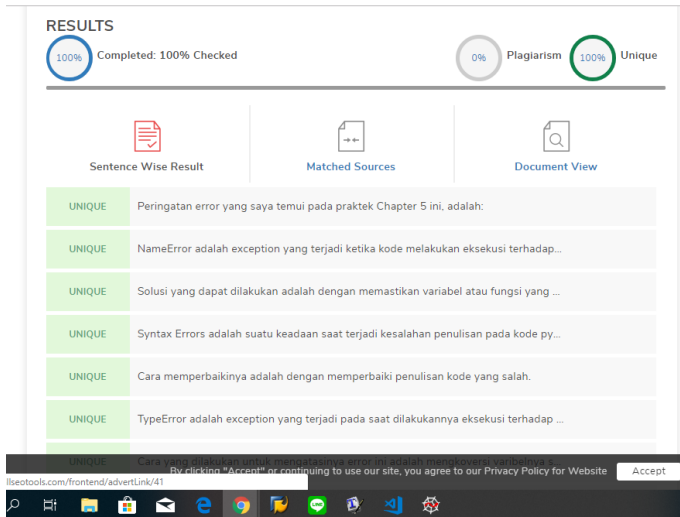 RESULTS
100% Completed: 100% Checked 0% Plagiarism 100% Unique
Sentence Wise Result Matched Sources Document View
UNIQUE Peringatan error yang saya temui pada praktek Chapter 5 ini, adalah:
UNIQUE NameError adalah exception yang terjadi ketika kode melakukan eksekusi terhadap...
UNIQUE Solusi yang dapat dilakukan adalah dengan memastikan variabel atau fungsi yang ...
UNIQUE Syntax Errors adalah suatu keadaan saat terjadi kesalahan penulisan pada kode py...
UNIQUE Cara memperbaikinya adalah dengan memperbaiki penulisan kode yang salah.
UNIQUE TypeError adalah exception yang terjadi pada saat dilakukannya eksekusi terhadap ...
UNIQUE Cara yang dilakukan untuk mengatasinya error ini adalah mengkoversi varibelnya s...
By clicking "Accept" or continuing to use our site, you agree to our Privacy Policy for Website Accept
llseotools.com/frontend/advertLink/41
LINE